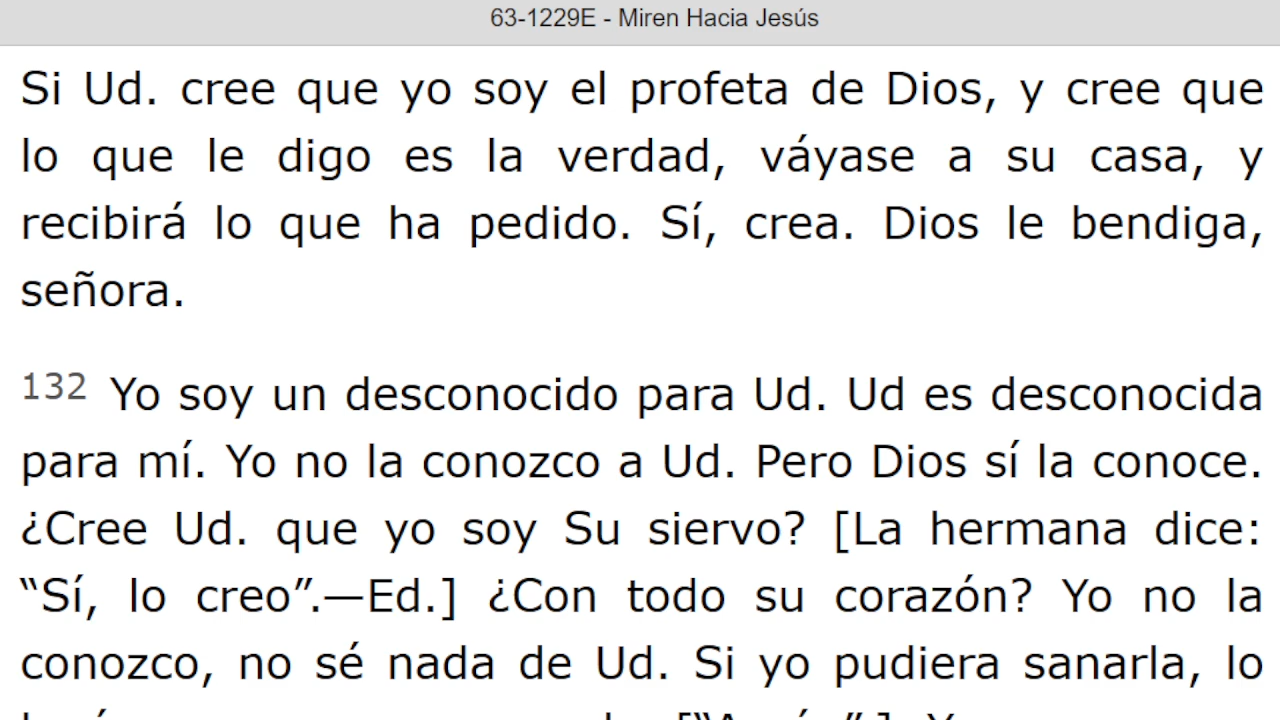 63-1229E - Miren Hacia Jesús
Si Ud. cree que yo soy el profeta de Dios, y cree que
lo que le digo es la verdad, váyase a su casa, y
recibirá lo que ha pedido. Sí, crea. Dios le bendiga,
señora.
132 Yo soy un desconocido para Ud. Ud es desconocida
para mí. Yo no la conozco a Ud. Pero Dios sí la conoce.
¿Cree Ud. que yo soy Su siervo? [La hermana dice:
“Sí, lo creo”.—Ed.] ¿Con todo su corazón? Yo no la
conozco, no sé nada de Ud. Si yo pudiera sanarla, lo